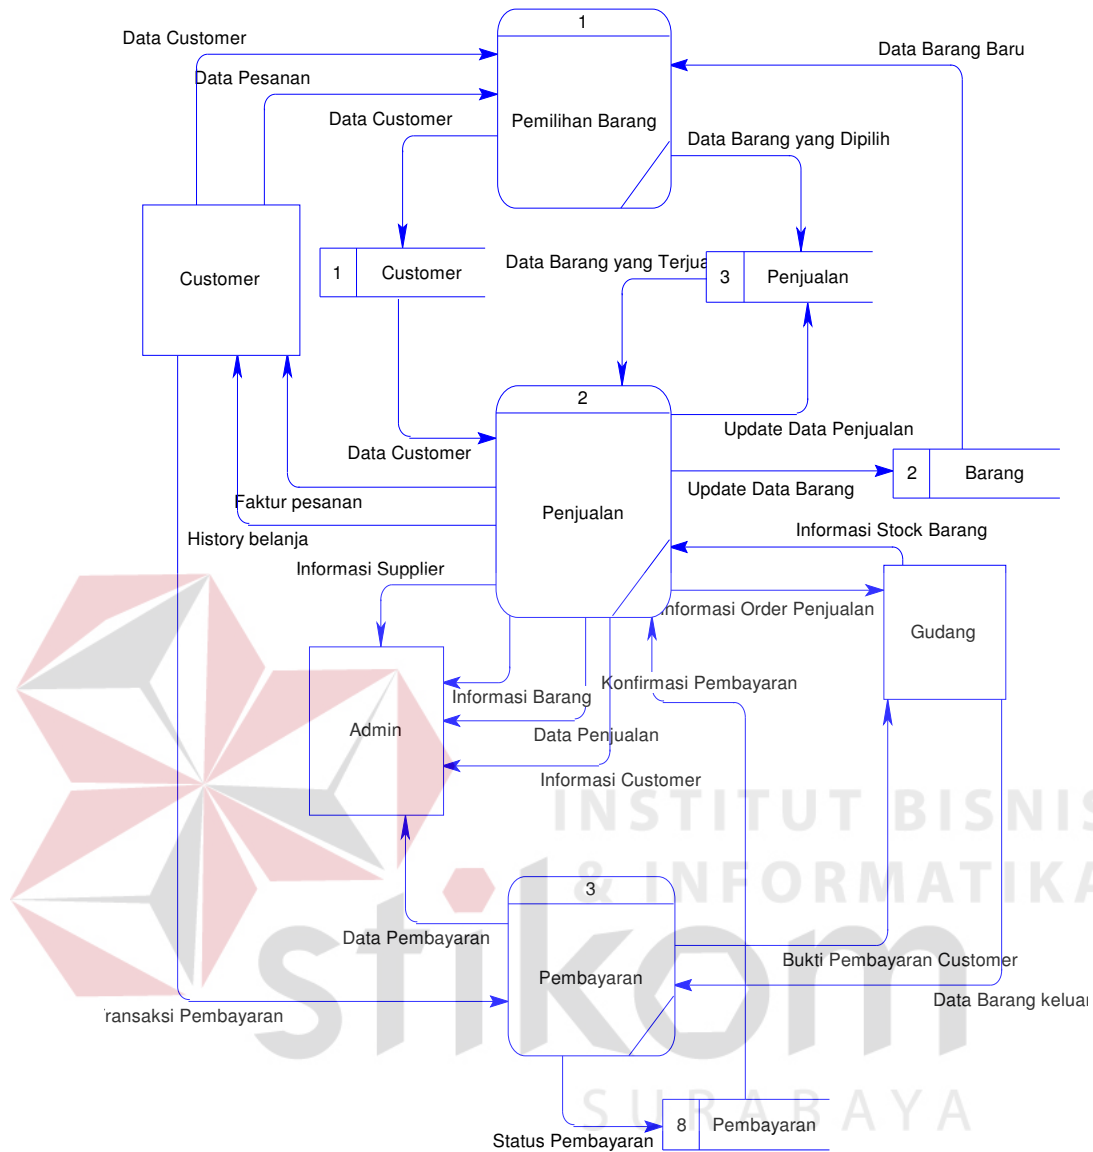 1
Data Customer
Data Barang Baru
Data Pesanan
Data Customer
Pemilihan Barang
Data Barang yang Dipilih
Customer
1
Customer
Data Barang yang Terjua
3
Penjualan
2
Update Data Penjualan
Data Customer
2
Barang
Update Data Barang
Faktur pesanan
Penjualan
History belanja
Informasi Stock Barang
Informasi Supplier
Informasi Order Penjualan
Gudang
Konfirmasi Pembayaran
Informasi Barang
Admin
Data Penjualan
Informasi Customer
INSTITUT BISNIS
& INFORMATIKA
3
Data Pembayaran
Bukti Pembayaran Customer
Pembayaran
stikom
Data Barang keluar
ransaksi Pembayaran
SURABAYA
8
Pembayaran
Status Pembayaran